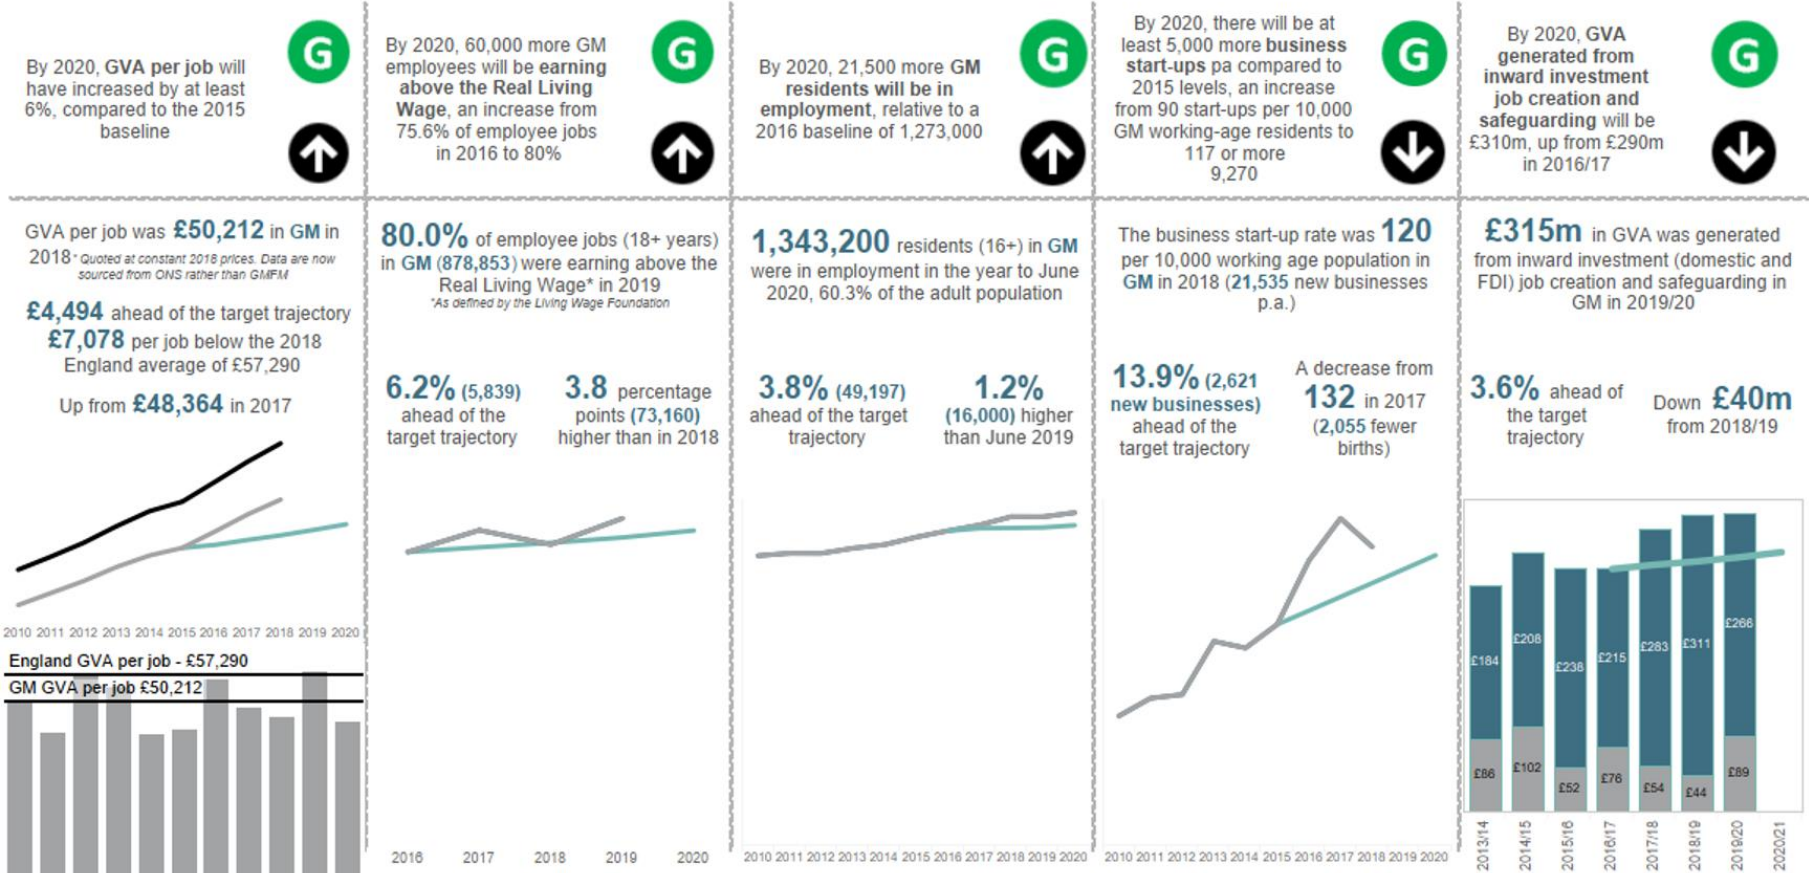 By 2020, GVA per job will
have increased by at least
6%, compared to the 2015
baseline
G
By 2020, 60,000 more GM
employees will be earning
above the Real Living
Wage, an increase from
75.6% of employee jobs
in 2016 to 80%
G
By 2020, 21,500 more GM
residents will be in
employment, relative to a
2016 baseline of 1,273,000
G
By 2020, there will be at
least 5,000 more business
start-ups pa compared to
2015 levels, an increase
from 90 start-ups per 10,000
GM working-age residents to
117 or more
9,270
G
By 2020, GVA
generated from
inward investment
job creation and
safeguarding will be
£310m, up from £290m
in 2016/17
G
GVA per job was £50,212 in GM in
2018* Quoted at constant 2018 prices. Data are now
sourced from ONS rather than GMFM
£4,494 ahead of the target trajectory
£7,078 per job below the 2018
England average of £57,290
Up from £48,364 in 2017
2010 2011 2012 2013 2014 2015 2016 2017 2018 2019 2020
England GVA per job - £57,290
GM GVA per job £50,212
80.0% of employee jobs (18+ years)
in GM (878,853) were earning above the
Real Living Wage* in 2019
*As defined by the Living Wage Foundation
6.2% (5,839)
ahead of the
target trajectory
3.8 percentage
points (73,160)
higher than in 2018
2016 2017 2018 2019 2020
1,343,200 residents (16+) in GM
were in employment in the year to June
2020, 60.3% of the adult population
3.8% (49,197)
ahead of the target
trajectory
1.2%
(16,000) higher
than June 2019
2010 2011 2012 2013 2014 2015 2016 2017 2018 2019 2020
The business start-up rate was 120
per 10,000 working age population in
GM in 2018 (21,535 new businesses
p.a.)
13.9% (2,621
new businesses)
ahead of the
target trajectory
A decrease from
132 in 2017
(2,055 fewer
births)
2010 2011 2012 2013 2014 2015 2016 2017 2018 2019 2020
£315m in GVA was generated
from inward investment (domestic and
FDI) job creation and safeguarding in
GM in 2019/20
3.6% ahead of
the target
trajectory
Down £40m
from 2018/19
£184 £208 £238 £215 £283 £311 £266
£86 £102 £52 £76 £54 £44 £89
2013/14 2014/15 2015/16 2016/17 2017/18 2018/19 2019/20 2020/21